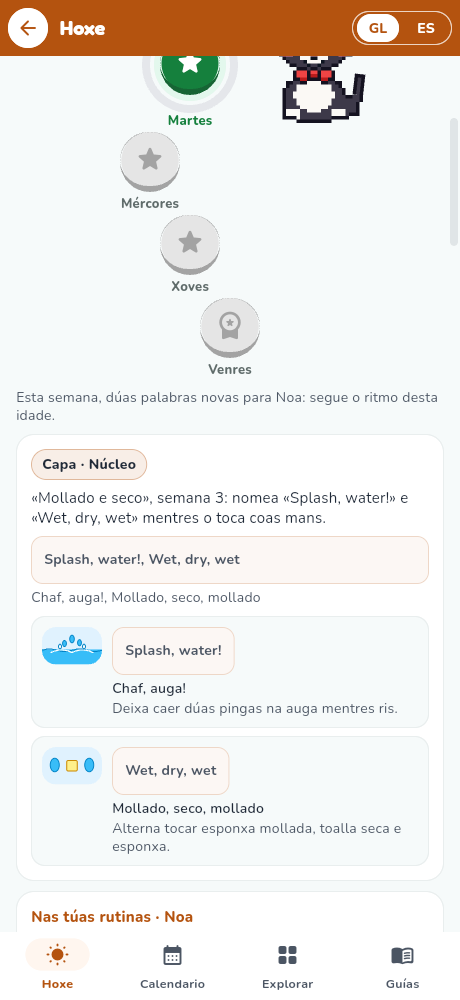 Hoxe
GL ES
Martes
Mércores
Xoves
Venres
Esta semana, dúas palabras novas para Noa: segue o ritmo desta
idade.
Capa · Núcleo
«Mollado e seco», semana 3: nomea «Splash, water!» e
«Wet, dry, wet» mentres o toca coas mans.
Splash, water!, Wet, dry, wet
Chaf, auga!, Mollado, seco, mollado
Splash, water!
Chaf, auga!
Deixa caer dúas pingas na auga mentres ris.
Wet, dry, wet
Mollado, seco, mollado
Alterna tocar esponxa mollada, toalla seca e
esponxa.
Nas túas rutinas · Noa
Hoxe
Calendario
Explorar
Guías